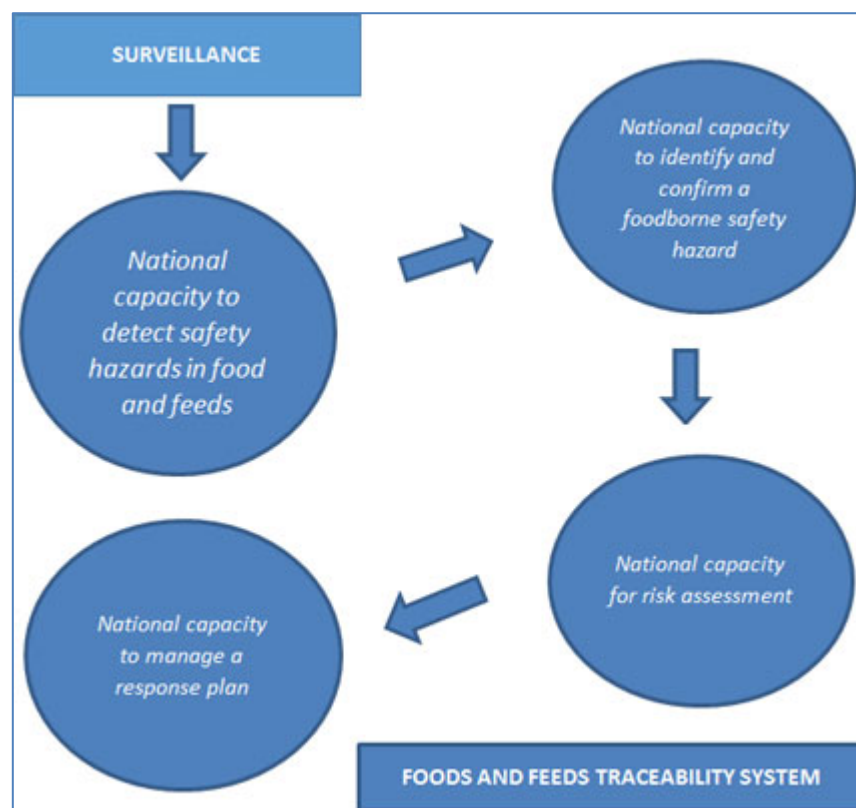 SURVEILLANCE
National
capacity to
detect safety
hazards in food
and feeds
National capacity
to identify and
confirm a
foodborne safety
hazard
National capacity
for risk assessment
National capacity
to manage a
response plan
FOODS AND FEEDS TRACEABILITY SYSTEM